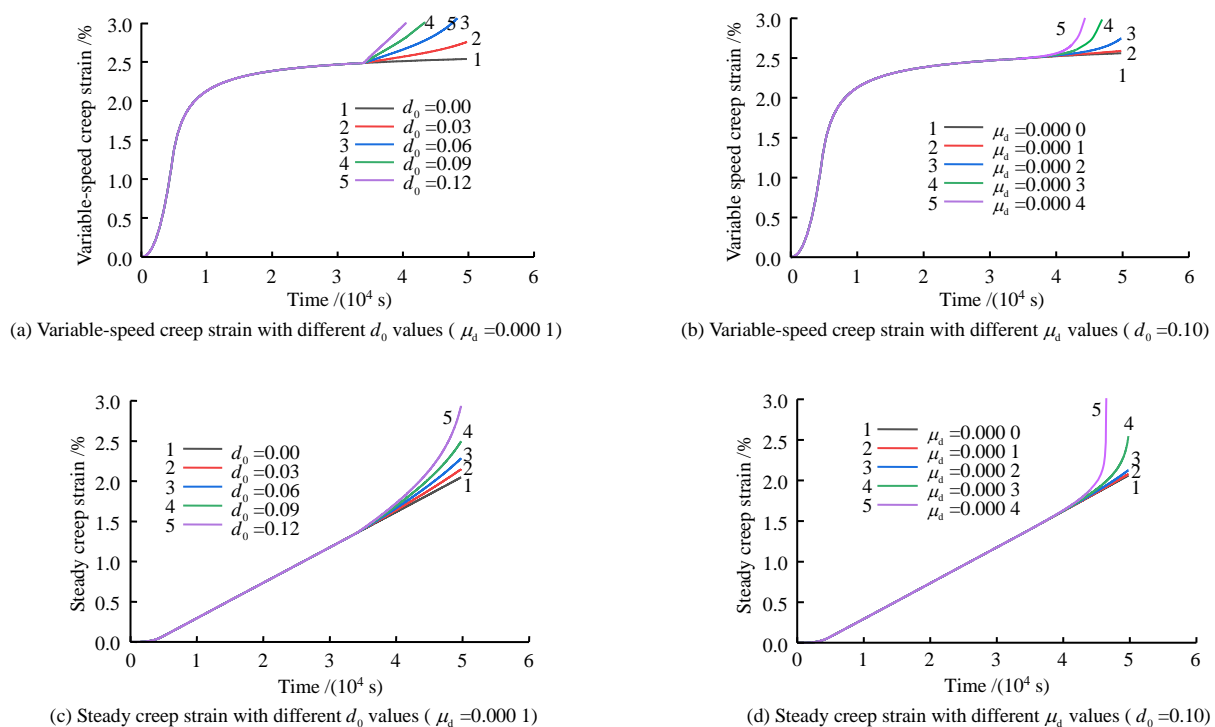 3.0
2.5
2.0
1.5
1.0
0.5
0.0
Variable-speed creep strain /%
4
5 3
2
1
1 d₀ =0.00
2 d₀ =0.03
3 d₀ =0.06
4 d₀ =0.09
5 d₀ =0.12
0 1 2 3 4 5 6
Time /(10⁴ s)
(a) Variable-speed creep strain with different d₀ values ( μd =0.000 1)
3.0
2.5
2.0
1.5
1.0
0.5
0.0
Variable speed creep strain /%
5
4
3
2
1
1 μd =0.000 0
2 μd =0.000 1
3 μd =0.000 2
4 μd =0.000 3
5 μd =0.000 4
0 1 2 3 4 5 6
Time /(10⁴ s)
(b) Variable-speed creep strain with different μd values ( d₀ =0.10)
3.0
2.5
2.0
1.5
1.0
0.5
0.0
Steady creep strain /%
5
4
3
2
1
1 d₀ =0.00
2 d₀ =0.03
3 d₀ =0.06
4 d₀ =0.09
5 d₀ =0.12
0 1 2 3 4 5 6
Time /(10⁴ s)
(c) Steady creep strain with different d₀ values ( μd =0.000 1)
3.0
2.5
2.0
1.5
1.0
0.5
0.0
Steady creep strain /%
5
4
3
2
1
1 μd =0.000 0
2 μd =0.000 1
3 μd =0.000 2
4 μd =0.000 3
5 μd =0.000 4
0 1 2 3 4 5 6
Time /(10⁴ s)
(d) Steady creep strain with different μd values ( d₀ =0.10)